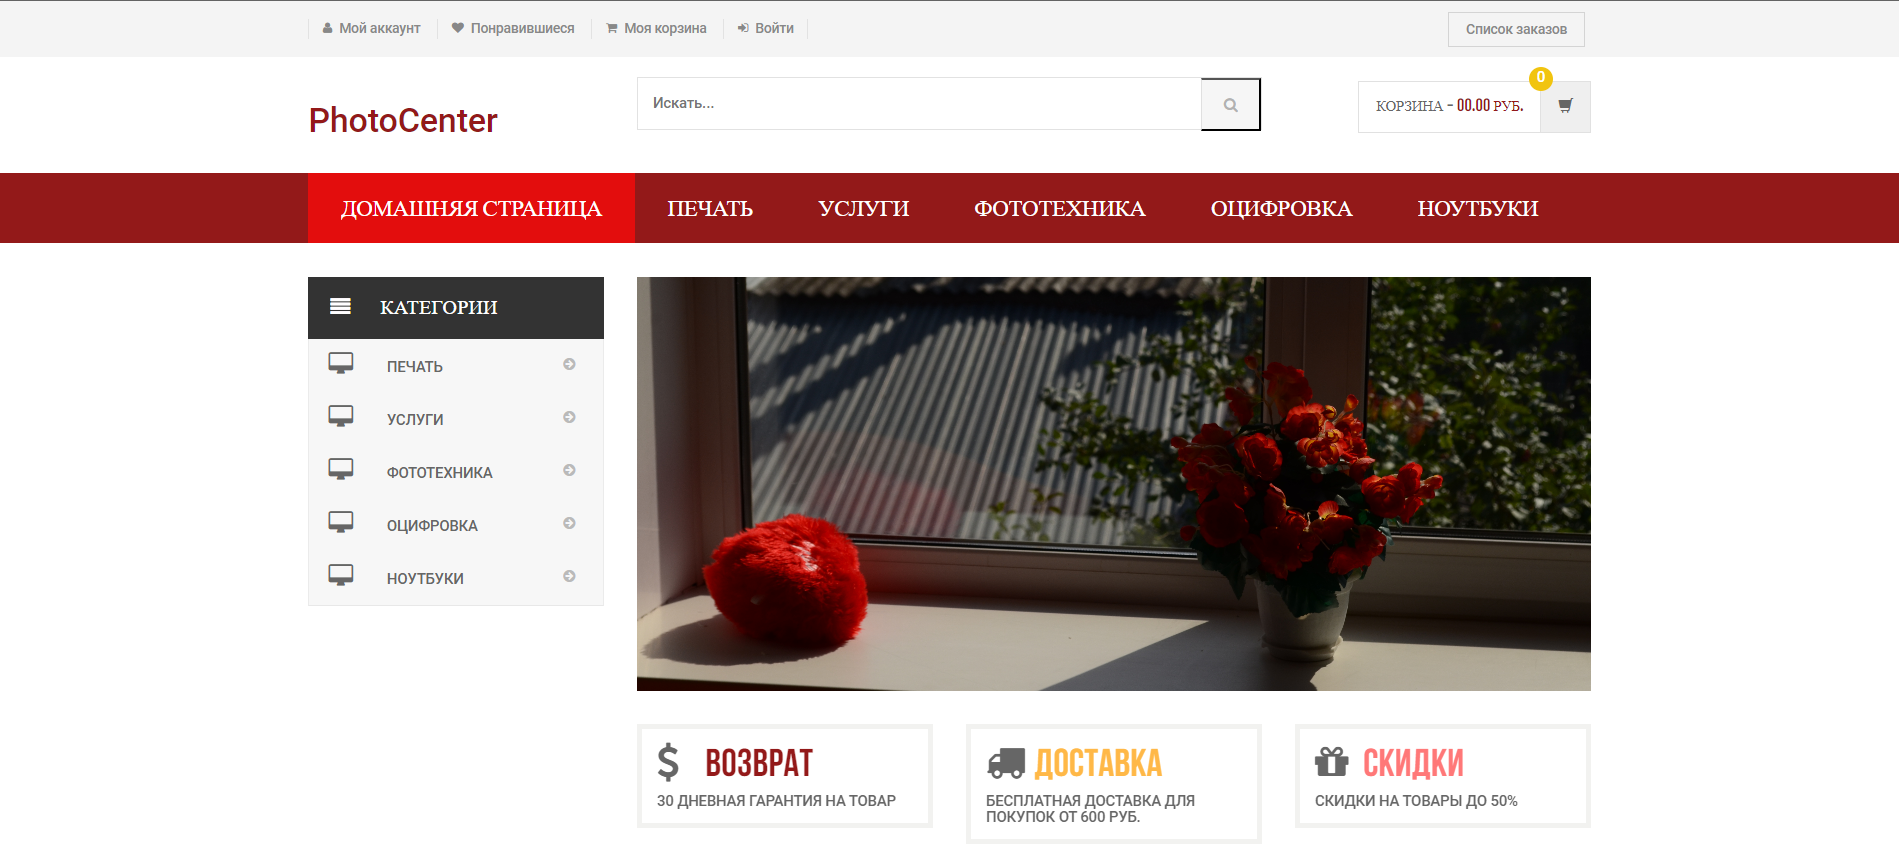 Мой аккаунт
Понравившиеся
Моя корзина
Войти
Список заказов
PhotoCenter
Искать...
КОРЗИНА - 00.00 РУБ.
0
ДОМАШНЯЯ СТРАНИЦА
ПЕЧАТЬ
УСЛУГИ
ФОТОТЕХНИКА
ОЦИФРОВКА
НОУТБУКИ
КАТЕГОРИИ
ПЕЧАТЬ
УСЛУГИ
ФОТОТЕХНИКА
ОЦИФРОВКА
НОУТБУКИ
ВОЗВРАТ
30 ДНЕВНАЯ ГАРАНТИЯ НА ТОВАР
ДОСТАВКА
БЕСПЛАТНАЯ ДОСТАВКА ДЛЯ
ПОКУПОК ОТ 600 РУБ.
СКИДКИ
СКИДКИ НА ТОВАРЫ ДО 50%